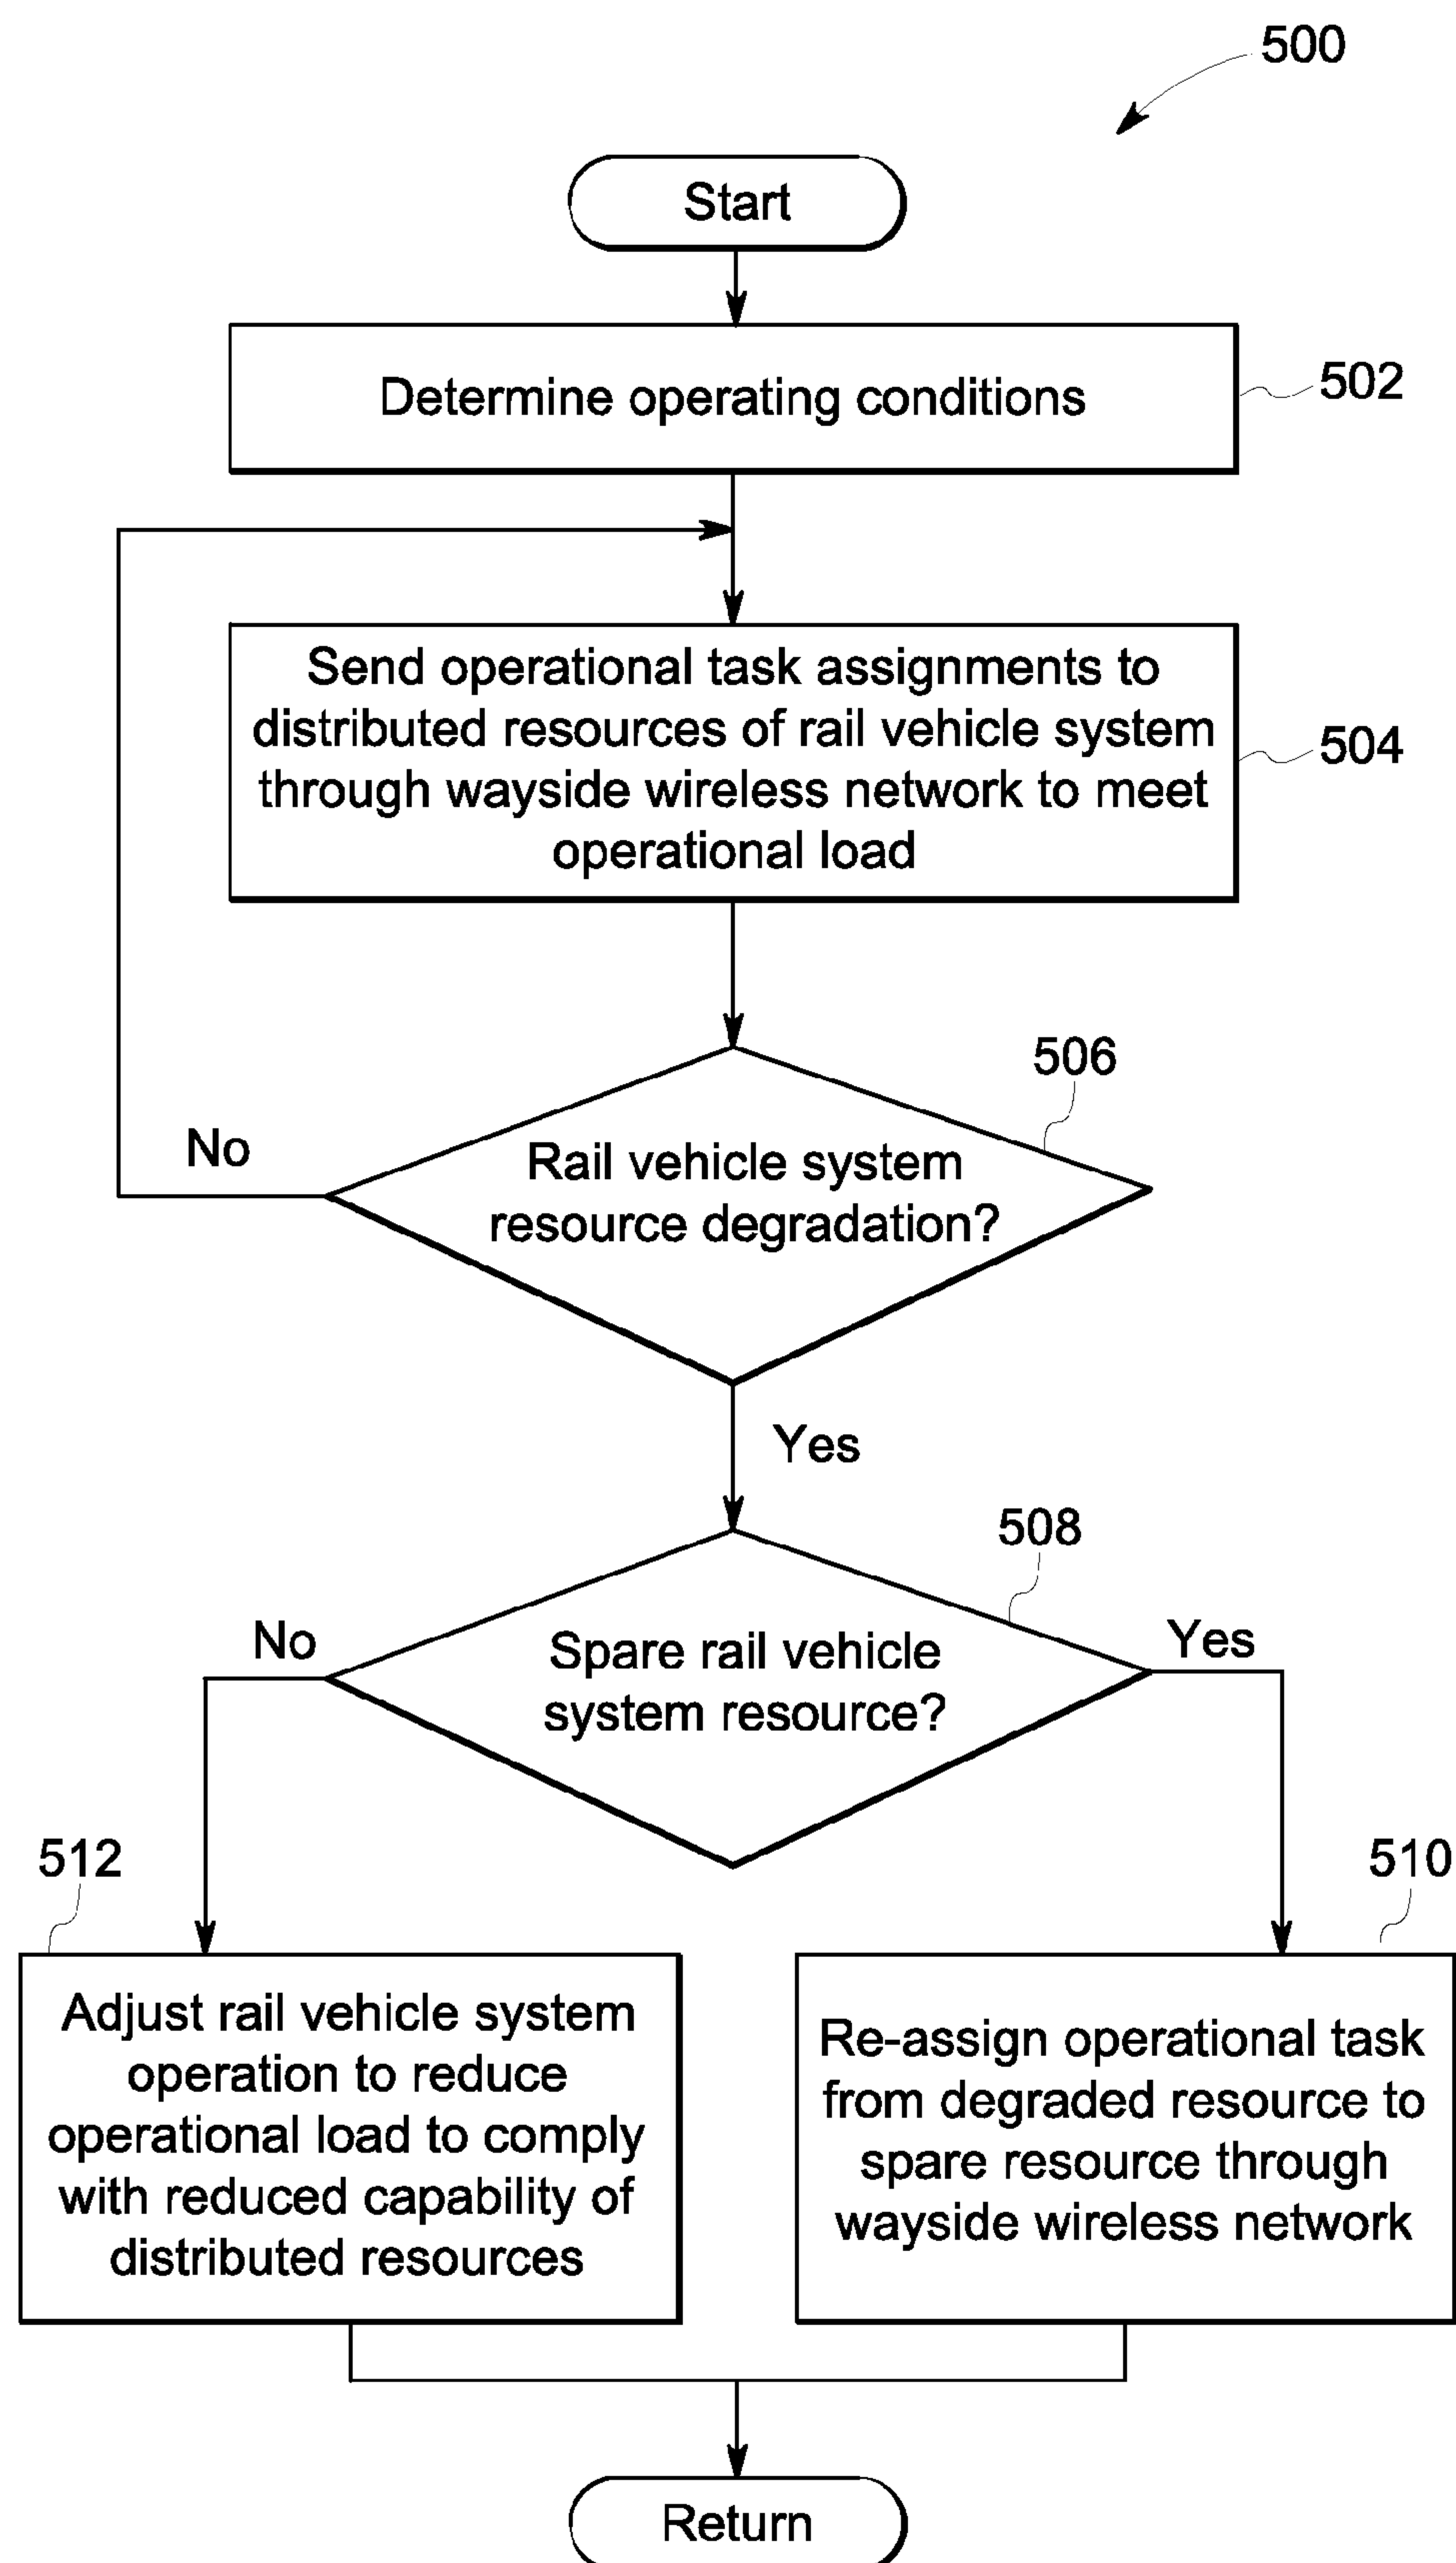 500
Start
Determine operating conditions
502
Send operational task assignments to
distributed resources of rail vehicle system
through wayside wireless network to meet
operational load
504
506
Rail vehicle system
resource degradation?
No
Yes
508
Spare rail vehicle
system resource?
No
Yes
512
510
Adjust rail vehicle system
operation to reduce
operational load to comply
with reduced capability of
distributed resources
Re-assign operational task
from degraded resource to
spare resource through
wayside wireless network
Return